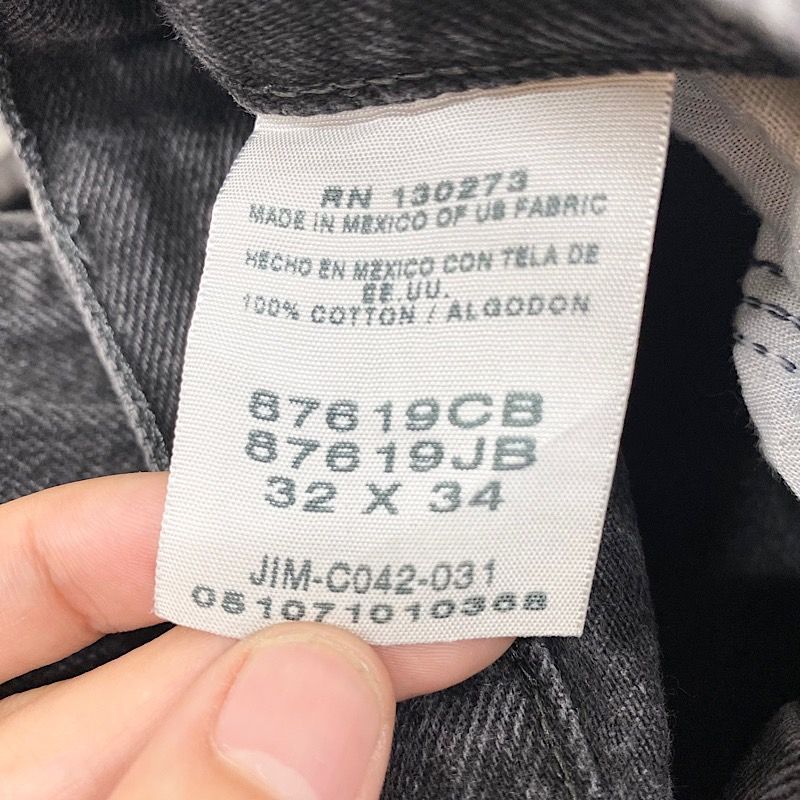 RN 130273
MADE IN MEXICO OF US FABRIC
HECHO EN MEXICO CON TELA DE
EE.UU.
100% COTTON / ALGODON
87619CB
87619JB
32 X 34
JIM-C042-031
081071010368